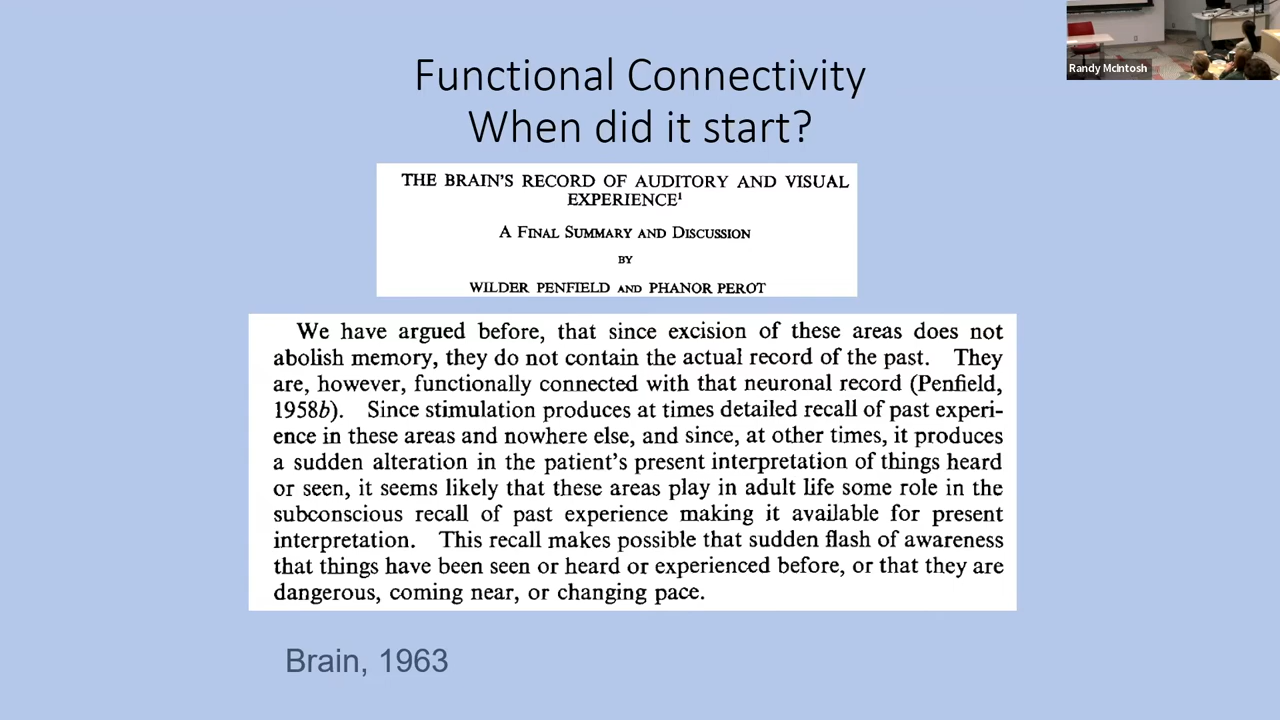 Randy McIntosh
Functional Connectivity
When did it start?
THE BRAIN'S RECORD OF AUDITORY AND VISUAL
EXPERIENCE¹
A FINAL SUMMARY AND DISCUSSION
BY
WILDER PENFIELD AND PHANOR PEROT
We have argued before, that since excision of these areas does not
abolish memory, they do not contain the actual record of the past. They
are, however, functionally connected with that neuronal record (Penfield,
1958b). Since stimulation produces at times detailed recall of past experi-
ence in these areas and nowhere else, and since, at other times, it produces
a sudden alteration in the patient's present interpretation of things heard
or seen, it seems likely that these areas play in adult life some role in the
subconscious recall of past experience making it available for present
interpretation. This recall makes possible that sudden flash of awareness
that things have been seen or heard or experienced before, or that they are
dangerous, coming near, or changing pace.
Brain, 1963